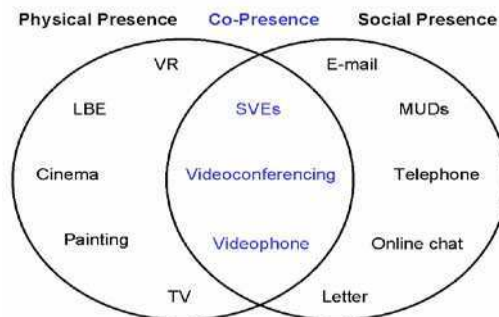 Physical Presence Co-Presence Social Presence
VR E-mail
LBE SVEs MUDs
Cinema Videoconferencing Telephone
Painting Videophone Online chat
TV Letter